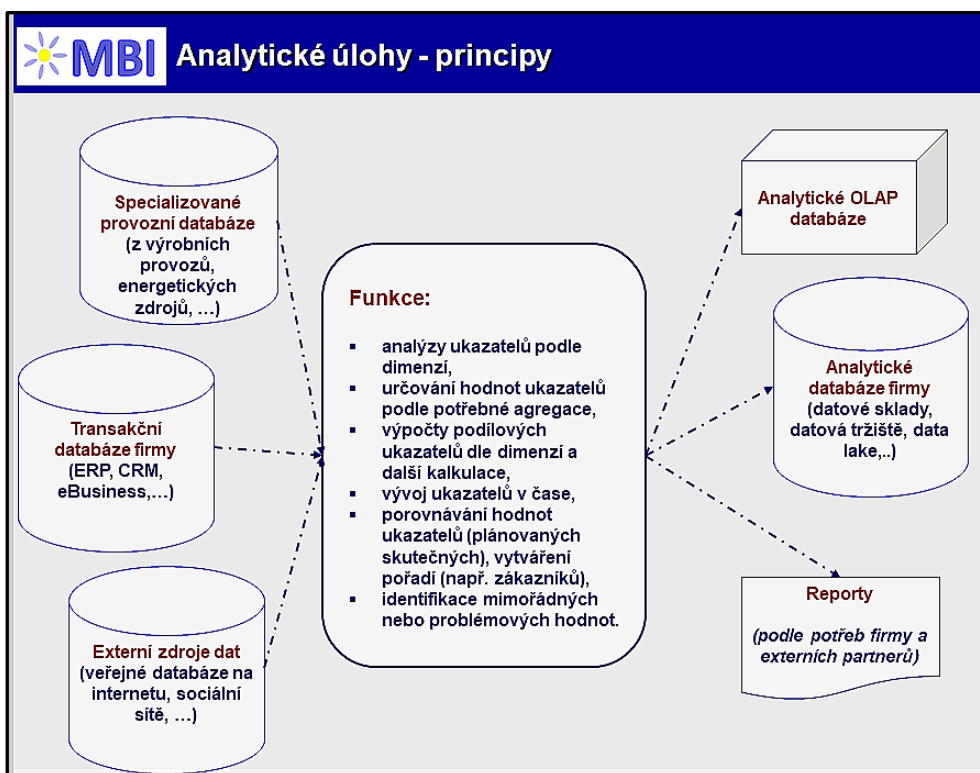 MBI
Analytické úlohy - principy
Specializované
provozní databáze
(z výrobních
provozů,
energetických
zdrojů, …)
Transakční
databáze firmy
(ERP, CRM,
eBusiness,…)
Externí zdroje dat
(veřejné databáze na
internetu, sociální
sítě, …)
Funkce:
▪ analýzy ukazatelů podle
dimenzí,
▪ určování hodnot ukazatelů
podle potřebné agregace,
▪ výpočty podílových
ukazatelů dle dimenzí a
další kalkulace,
▪ vývoj ukazatelů v čase,
▪ porovnávání hodnot
ukazatelů (plánovaných
skutečných), vytváření
pořadí (např. zákazníků),
▪ identifikace mimořádných
nebo problémových hodnot.
Analytické OLAP
databáze
Analytické
databáze firmy
(datové sklady,
datová tržiště, data
lake,..)
Reporty
(podle potřeb firmy a
externích partnerů)